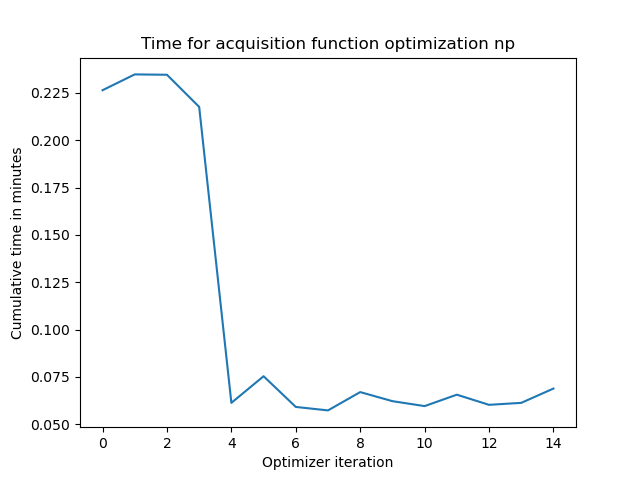 Time for acquisition function optimization np
Cumulative time in minutes
0.225
0.200
0.175
0.150
0.125
0.100
0.075
0.050
0 2 4 6 8 10 12 14
Optimizer iteration